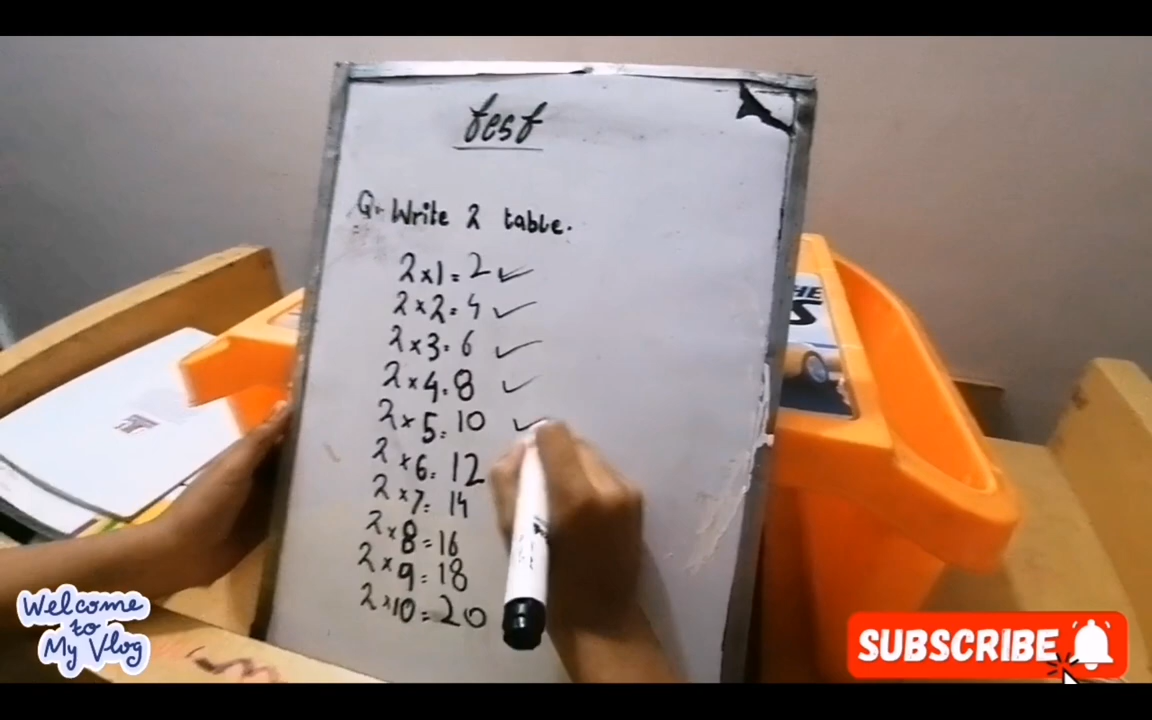 Test
Q:- Write 2 table.
2×1=2 ✓
2×2=4 ✓
2×3=6 ✓
2×4=8 ✓
2×5=10 ✓
2×6=12
2×7=14
2×8=16
2×9=18
2×10=20
HE
S
Welcome
to
My Vlog
SUBSCRIBE